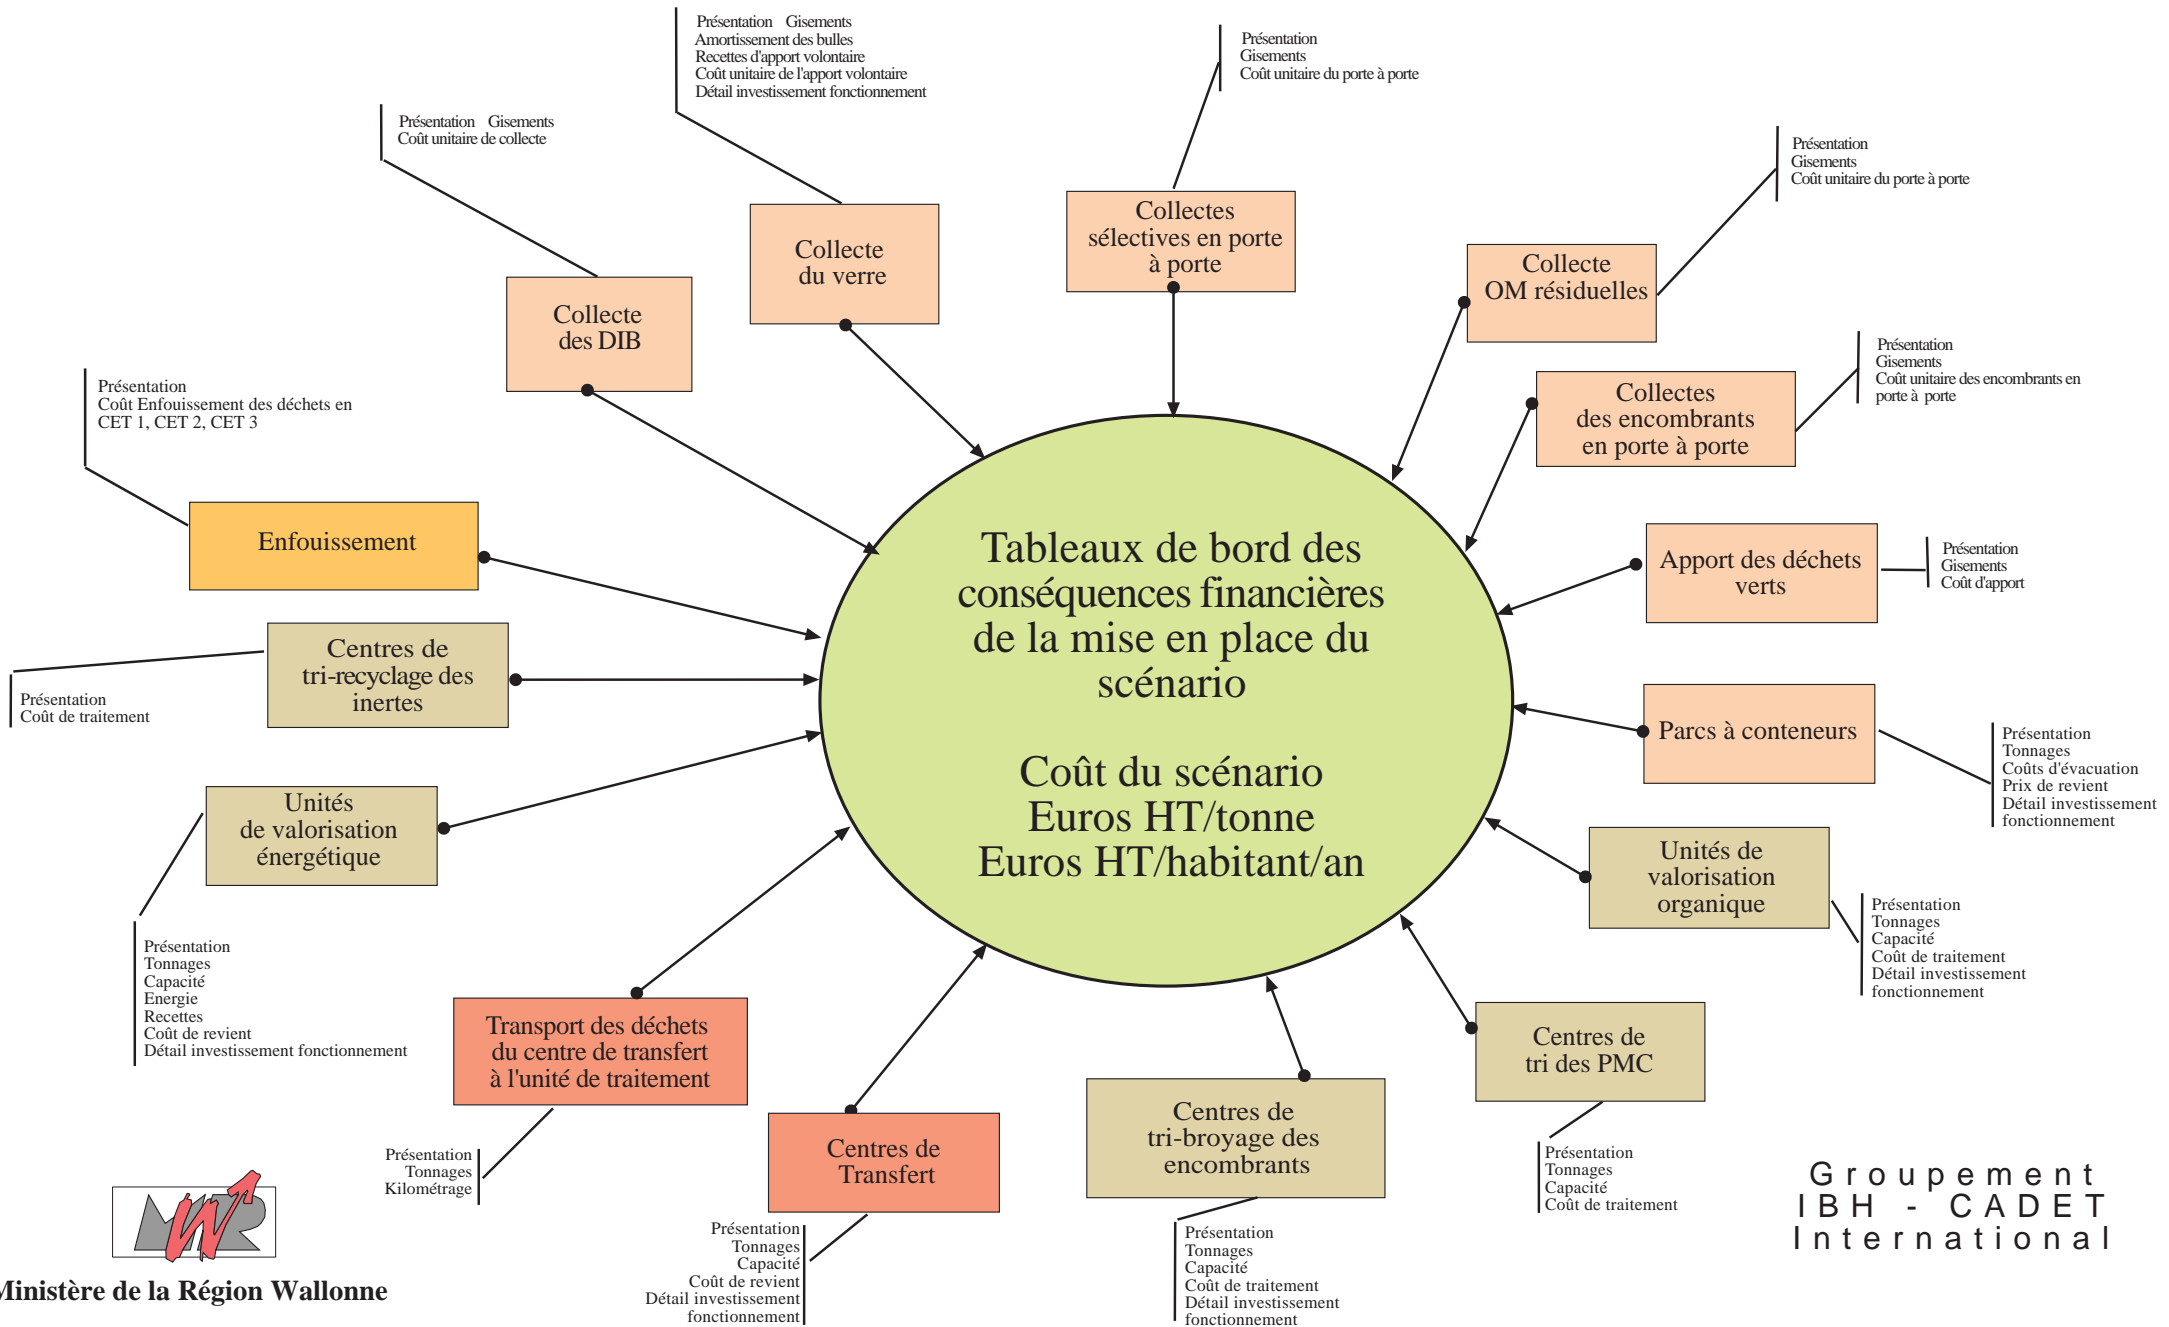 Présentation Gisements
Amortissement des bulles
Recettes d'apport volontaire
Coût unitaire de l'apport volontaire
Détail investissement fonctionnement
Présentation
Gisements
Coût unitaire du porte à porte
Présentation Gisements
Coût unitaire de collecte
Présentation
Gisements
Coût unitaire du porte à porte
Collecte
du verre
Collectes
sélectives en porte
à porte
Collecte
OM résiduelles
Collecte
des DIB
Présentation
Gisements
Coût unitaire des encombrants en
porte à porte
Présentation
Coût Enfouissement des déchets en
CET 1, CET 2, CET 3
Collectes
des encombrants
en porte à porte
Enfouissement
Apport des déchets
verts
Présentation
Gisements
Coût d'apport
Tableaux de bord des
conséquences financières
de la mise en place du
scénario
Coût du scénario
Euros HT/tonne
Euros HT/habitant/an
Centres de
tri-recyclage des
inertes
Présentation
Coût de traitement
Parcs à conteneurs
Présentation
Tonnages
Coûts d'évacuation
Prix de revient
Détail investissement
fonctionnement
Unités
de valorisation
énergétique
Présentation
Tonnages
Capacité
Energie
Recettes
Coût de revient
Détail investissement fonctionnement
Unités de
valorisation
organique
Présentation
Tonnages
Capacité
Coût de traitement
Détail investissement
fonctionnement
Transport des déchets
du centre de transfert
à l'unité de traitement
Présentation
Tonnages
Kilométrage
Centres de
Transfert
Présentation
Tonnages
Capacité
Coût de revient
Détail investissement
fonctionnement
Centres de
tri-broyage des
encombrants
Présentation
Tonnages
Capacité
Coût de traitement
Détail investissement
fonctionnement
Centres de
tri des PMC
Présentation
Tonnages
Capacité
Coût de traitement
MWR
Ministère de la Région Wallonne
Groupement
IBH - CADET
International